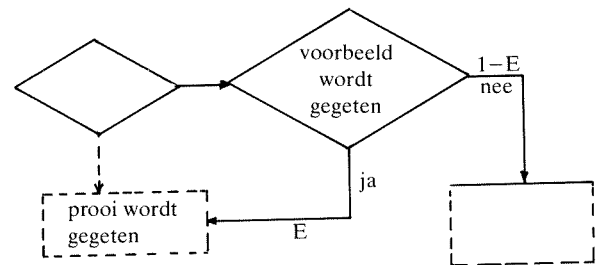 voorbeeld
wordt
gegeten
1–E
nee
ja
prooi wordt
gegeten
E